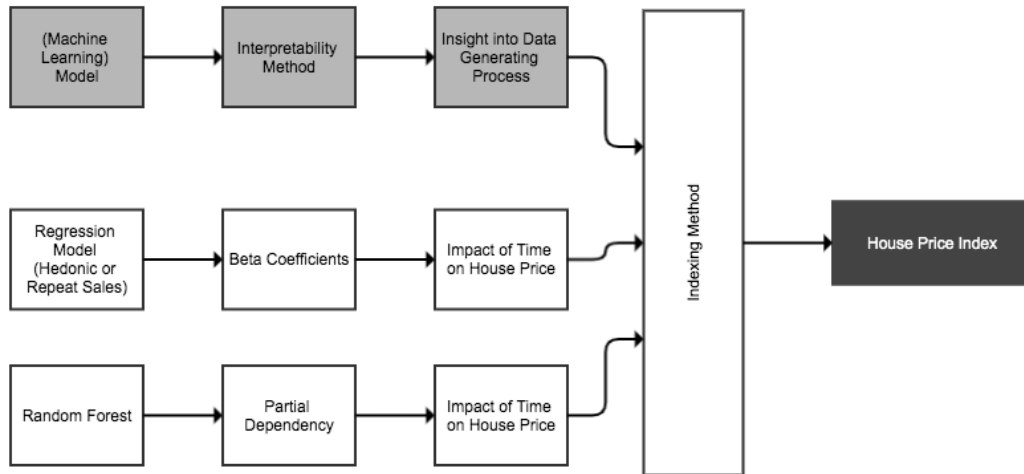 (Machine
Learning)
Model
Interpretability
Method
Insight into Data
Generating
Process
Regression
Model
(Hedonic or
Repeat Sales)
Beta Coefficients
Impact of Time
on House Price
Random Forest
Partial
Dependency
Impact of Time
on House Price
Indexing Method
House Price Index